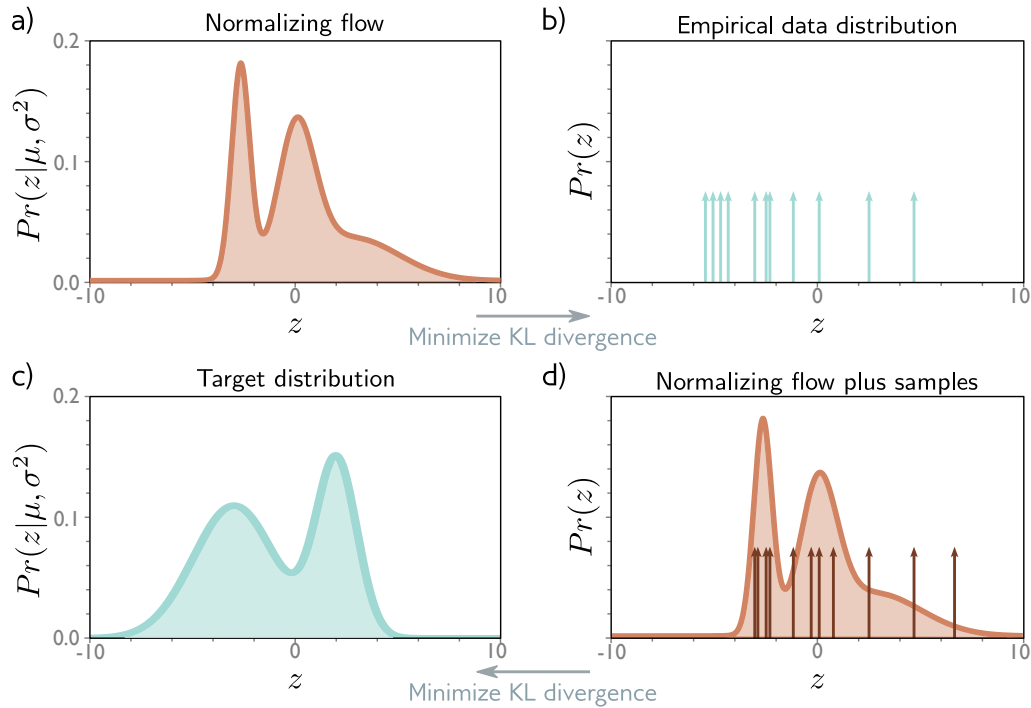 a)
Normalizing flow
0.2
0.1
0.0
Pr(z|μ, σ²)
-10
0
10
z
b)
Empirical data distribution
Pr(z)
-10
0
10
z
Minimize KL divergence
c)
Target distribution
0.2
0.1
0.0
Pr(z|μ, σ²)
-10
0
10
z
d)
Normalizing flow plus samples
Pr(z)
-10
0
10
z
Minimize KL divergence